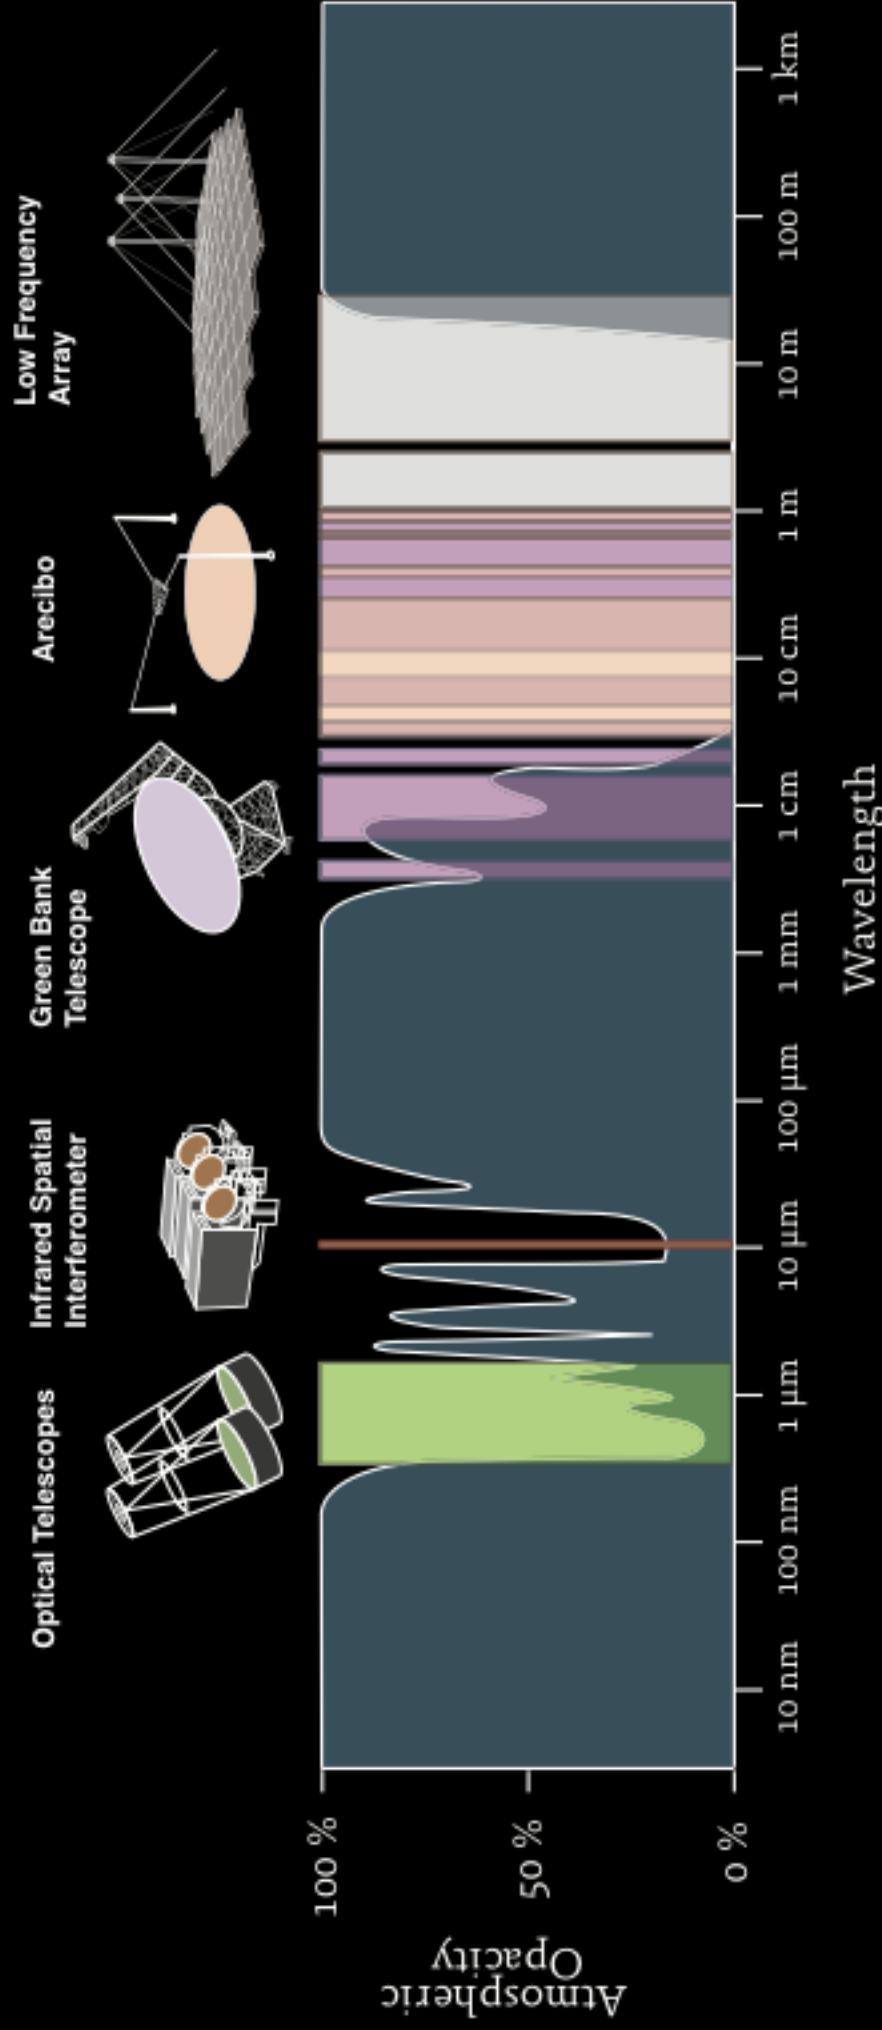 Optical Telescopes
Infrared Spatial
Interferometer
Green Bank
Telescope
Arecibo
Low Frequency
Array
Atmospheric
Opacity
100 %
50 %
0 %
10 nm
100 nm
1 μm
10 μm
100 μm
1 mm
1 cm
10 cm
1 m
10 m
100 m
1 km
Wavelength